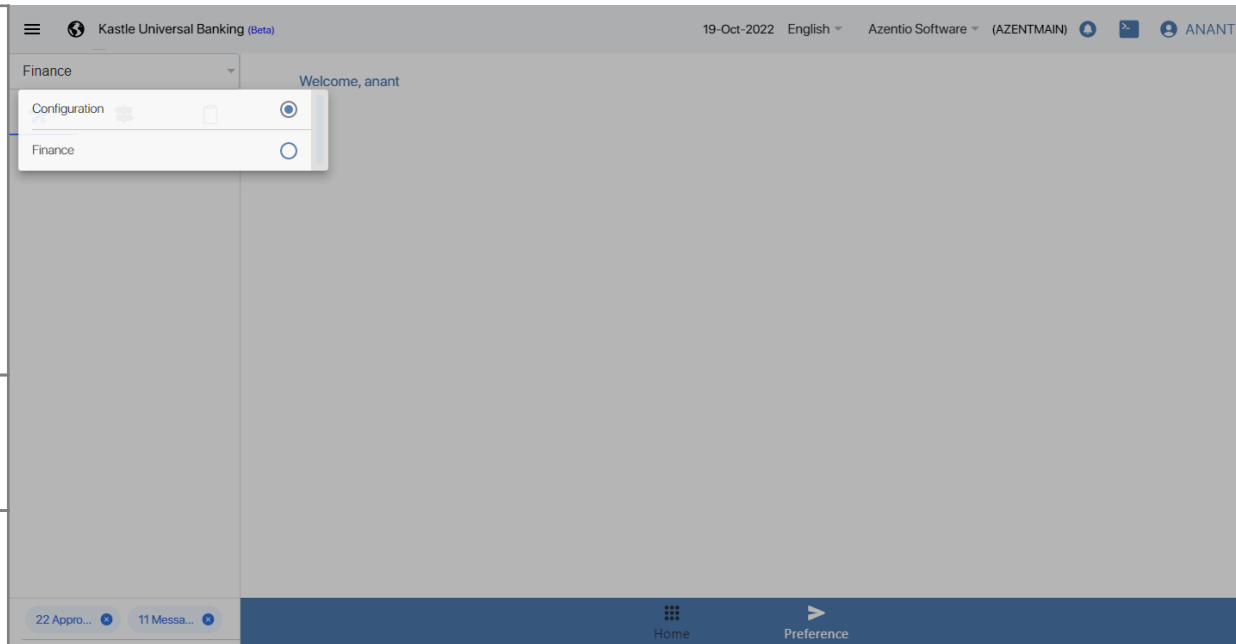 Kastle Universal Banking (Beta) 19-Oct-2022 English Azentio Software (AZENTMAIN) ANANT
Finance
Welcome, anant
Configuration
Finance
22 Appro... 11 Messa...
Home Preference